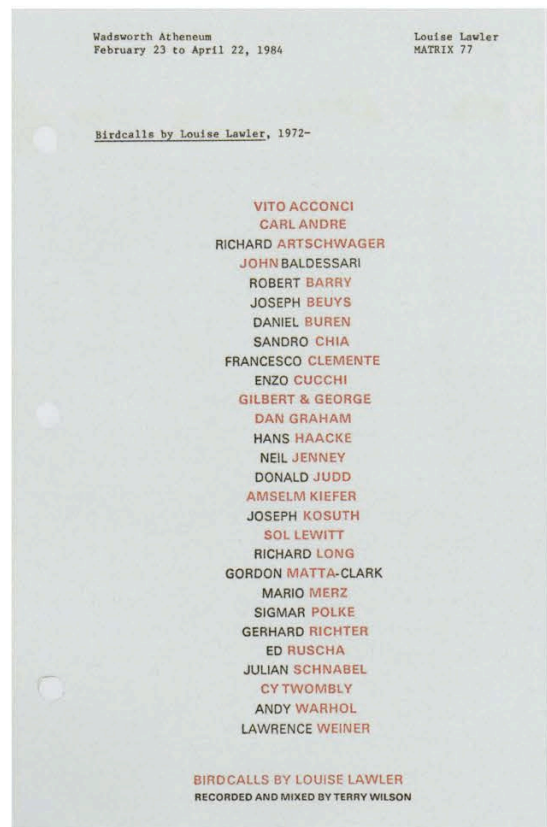 Wadsworth Atheneum
February 23 to April 22, 1984
Louise Lawler
MATRIX 77
Birdcalls by Louise Lawler, 1972-
VITO ACCONCI
CARL ANDRE
RICHARD ARTSCHWAGER
JOHN BALDESSARI
ROBERT BARRY
JOSEPH BEUYS
DANIEL BUREN
SANDRO CHIA
FRANCESCO CLEMENTE
ENZO CUCCHI
GILBERT & GEORGE
DAN GRAHAM
HANS HAACKE
NEIL JENNEY
DONALD JUDD
AMSELM KIEFER
JOSEPH KOSUTH
SOL LEWITT
RICHARD LONG
GORDON MATTA-CLARK
MARIO MERZ
SIGMAR POLKE
GERHARD RICHTER
ED RUSCHA
JULIAN SCHNABEL
CY TWOMBLY
ANDY WARHOL
LAWRENCE WEINER
BIRDCALLS BY LOUISE LAWLER
RECORDED AND MIXED BY TERRY WILSON